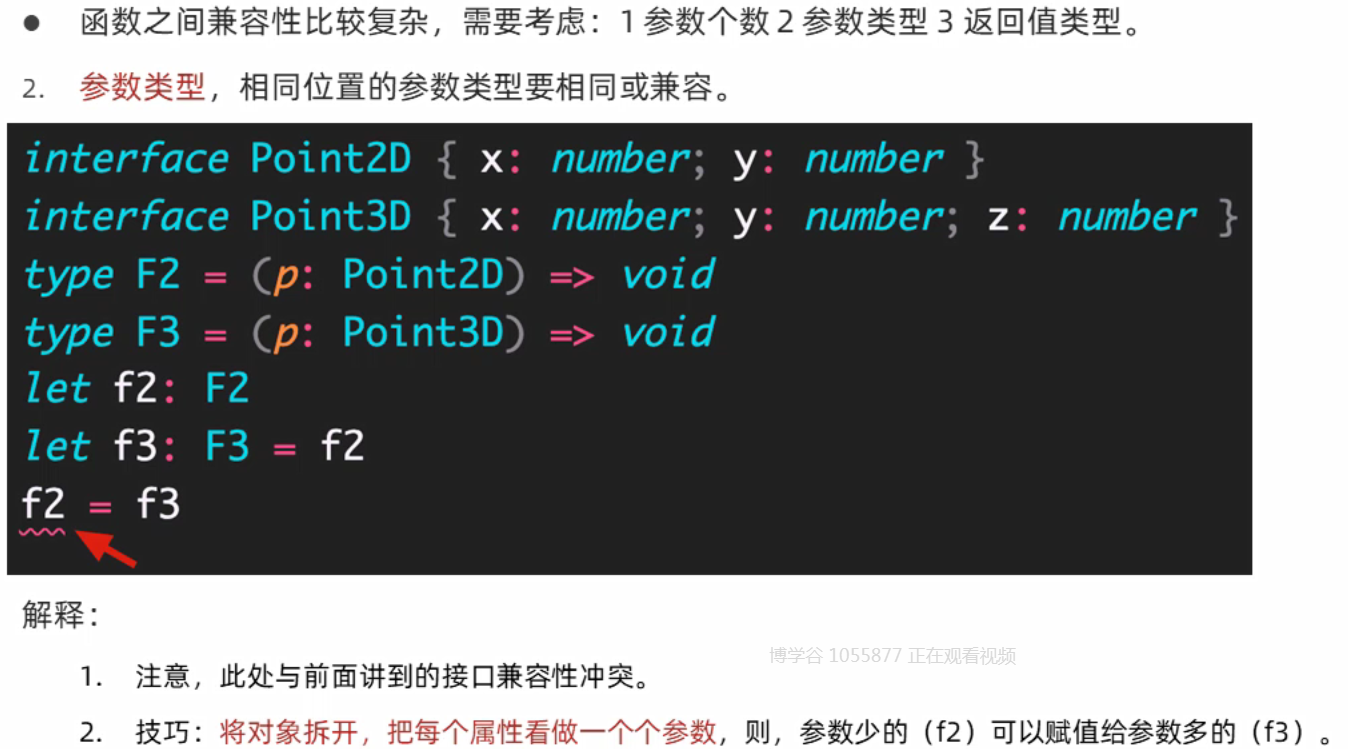 ● 函数之间兼容性比较复杂，需要考虑：1 参数个数 2 参数类型 3 返回值类型。
2. 参数类型，相同位置的参数类型要相同或兼容。
interface Point2D { x: number; y: number }
interface Point3D { x: number; y: number; z: number }
type F2 = (p: Point2D) => void
type F3 = (p: Point3D) => void
let f2: F2
let f3: F3 = f2
f2 = f3
解释：
博学谷 1055877 正在观看视频
1. 注意，此处与前面讲到的接口兼容性冲突。
2. 技巧：将对象拆开，把每个属性看做一个个参数，则，参数少的（f2）可以赋值给参数多的（f3）。